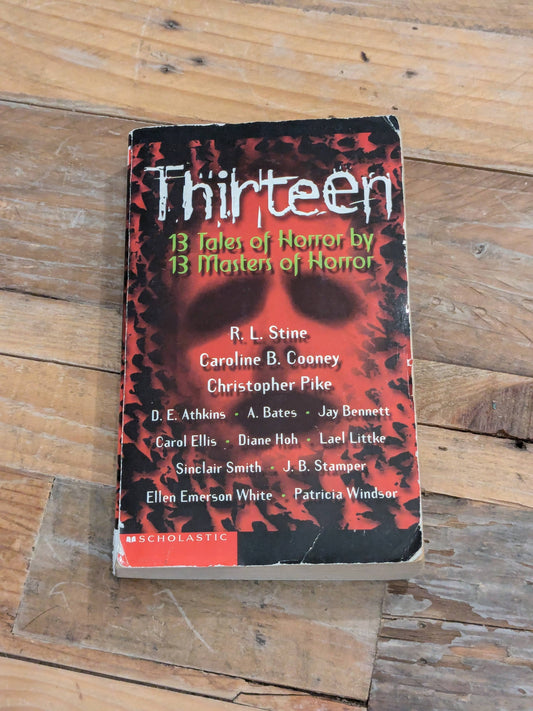 Thirteen
13 Tales of Horror by
13 Masters of Horror
R. L. Stine
Caroline B. Cooney
Christopher Pike
D. E. Athkins • A. Bates • Jay Bennett
Carol Ellis • Diane Hoh • Lael Littke
Sinclair Smith • J. B. Stamper
Ellen Emerson White • Patricia Windsor
SCHOLASTIC